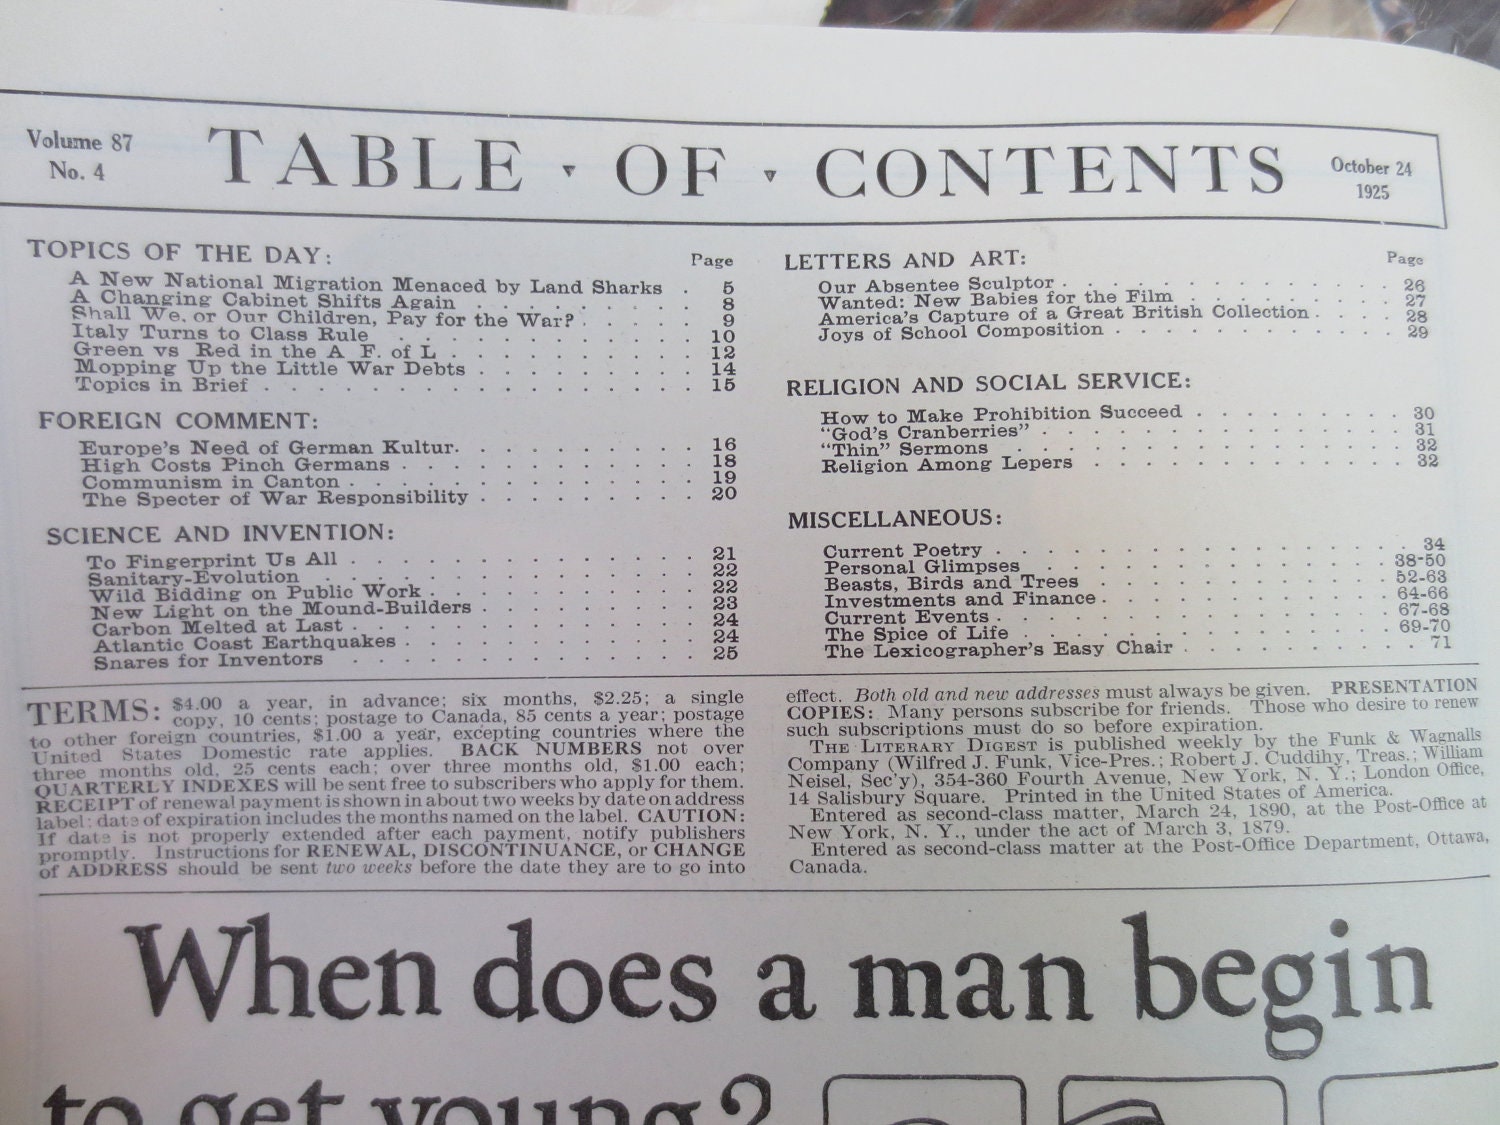 Volume 87
No. 4
TABLE · OF · CONTENTS
October 24
1925
TOPICS OF THE DAY: Page
A New National Migration Menaced by Land Sharks . 5
A Changing Cabinet Shifts Again . . . . . . . . 8
Shall We, or Our Children, Pay for the War? . . . . . 9
Italy Turns to Class Rule . . . . . . . . . . . 10
Green vs Red in the A F. of L . . . . . . . . . 12
Mopping Up the Little War Debts . . . . . . . . 14
Topics in Brief . . . . . . . . . . . . . . . . 15
FOREIGN COMMENT:
Europe's Need of German Kultur. . . . . . . . . 16
High Costs Pinch Germans . . . . . . . . . . . 18
Communism in Canton . . . . . . . . . . . . . 19
The Specter of War Responsibility . . . . . . . . 20
SCIENCE AND INVENTION:
To Fingerprint Us All . . . . . . . . . . . . . 21
Sanitary-Evolution . . . . . . . . . . . . . . 22
Wild Bidding on Public Work . . . . . . . . . . 22
New Light on the Mound-Builders . . . . . . . . 23
Carbon Melted at Last . . . . . . . . . . . . . 24
Atlantic Coast Earthquakes . . . . . . . . . . . 24
Snares for Inventors . . . . . . . . . . . . . 25
LETTERS AND ART: Page
Our Absentee Sculptor . . . . . . . . . . . . . 26
Wanted: New Babies for the Film . . . . . . . . 27
America's Capture of a Great British Collection . . . . 28
Joys of School Composition . . . . . . . . . . . 29
RELIGION AND SOCIAL SERVICE:
How to Make Prohibition Succeed . . . . . . . . 30
"God's Cranberries" . . . . . . . . . . . . . . 31
"Thin" Sermons . . . . . . . . . . . . . . . 32
Religion Among Lepers . . . . . . . . . . . . 32
MISCELLANEOUS:
Current Poetry . . . . . . . . . . . . . . . . 34
Personal Glimpses . . . . . . . . . . . . . 38-50
Beasts, Birds and Trees . . . . . . . . . . . 52-63
Investments and Finance . . . . . . . . . . . 64-66
Current Events . . . . . . . . . . . . . . . 67-68
The Spice of Life . . . . . . . . . . . . . . 69-70
The Lexicographer's Easy Chair . . . . . . . . . 71
TERMS: $4.00 a year, in advance; six months, $2.25; a single
copy, 10 cents; postage to Canada, 85 cents a year; postage
to other foreign countries, $1.00 a year, excepting countries where the
United States Domestic rate applies. BACK NUMBERS not over
three months old, 25 cents each; over three months old, $1.00 each;
QUARTERLY INDEXES will be sent free to subscribers who apply for them.
RECEIPT of renewal payment is shown in about two weeks by date on address
label; date of expiration includes the months named on the label. CAUTION:
If date is not properly extended after each payment, notify publishers
promptly. Instructions for RENEWAL, DISCONTINUANCE, or CHANGE
of ADDRESS should be sent two weeks before the date they are to go into
effect. Both old and new addresses must always be given. PRESENTATION
COPIES: Many persons subscribe for friends. Those who desire to renew
such subscriptions must do so before expiration.
THE LITERARY DIGEST is published weekly by the Funk & Wagnalls
Company (Wilfred J. Funk, Vice-Pres.; Robert J. Cuddihy, Treas.; William
Neisel, Sec'y), 354-360 Fourth Avenue, New York, N. Y.; London Office,
14 Salisbury Square. Printed in the United States of America.
Entered as second-class matter, March 24, 1890, at the Post-Office at
New York, N. Y., under the act of March 3, 1879.
Entered as second-class matter at the Post-Office Department, Ottawa,
Canada.
When does a man begin
to get young?